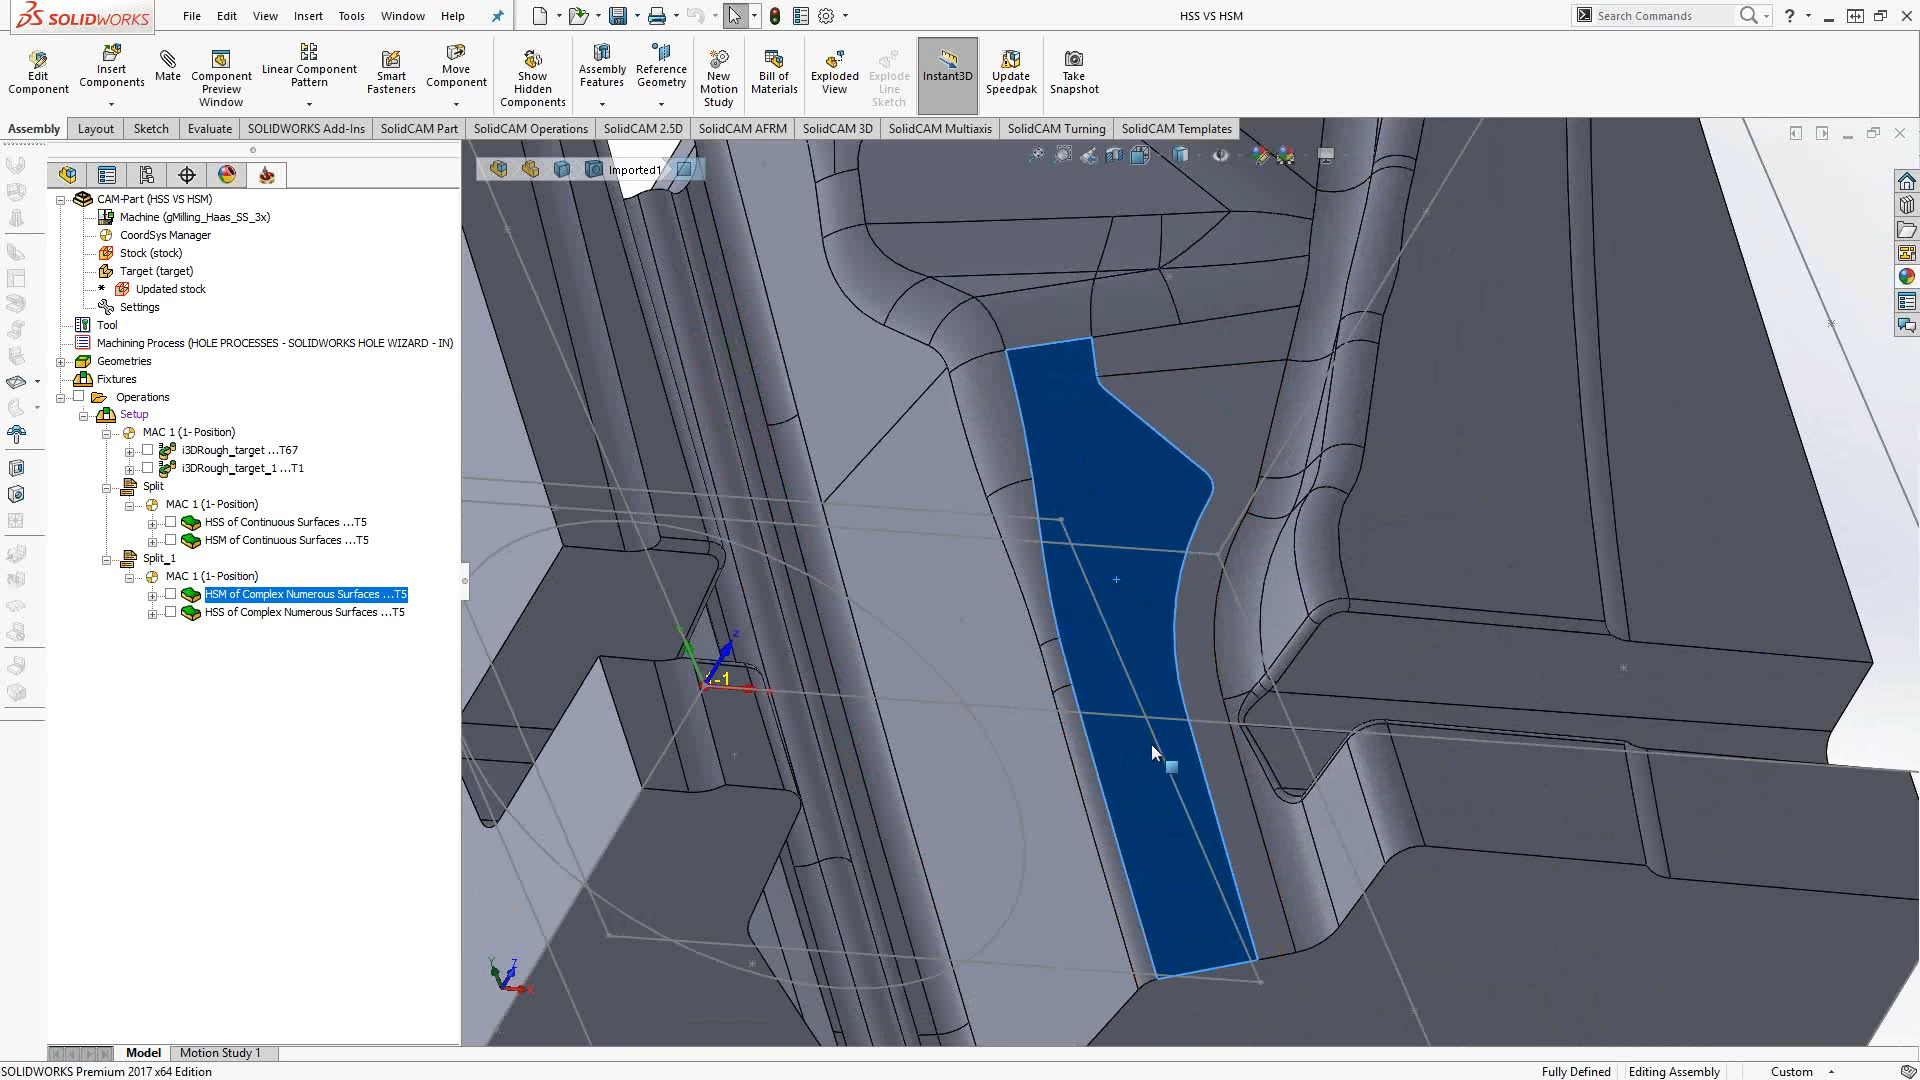 SOLIDWORKS File Edit View Insert Tools Window Help HSS VS HSM Search Commands ?
Edit Component
Insert Components
Mate
Component Preview Window
Linear Component Pattern
Smart Fasteners
Move Component
Show Hidden Components
Assembly Features
Reference Geometry
New Motion Study
Bill of Materials
Exploded View
Explode Line Sketch
Instant3D
Update Speedpak
Take Snapshot
Assembly Layout Sketch Evaluate SOLIDWORKS Add-Ins SolidCAM Part SolidCAM Operations SolidCAM 2.5D SolidCAM AFRM SolidCAM 3D SolidCAM Multiaxis SolidCAM Turning SolidCAM Templates
Imported1
CAM-Part (HSS VS HSM)
Machine (gMilling_Haas_SS_3x)
CoordSys Manager
Stock (stock)
Target (target)
* Updated stock
Settings
Tool
Machining Process (HOLE PROCESSES - SOLIDWORKS HOLE WIZARD - IN)
Geometries
Fixtures
Operations
Setup
MAC 1 (1- Position)
i3DRough_target ...T67
i3DRough_target_1 ...T1
Split
MAC 1 (1- Position)
HSS of Continuous Surfaces ...T5
HSM of Continuous Surfaces ...T5
Split_1
MAC 1 (1- Position)
HSM of Complex Numerous Surfaces ...T5
HSS of Complex Numerous Surfaces ...T5
Model Motion Study 1
SOLIDWORKS Premium 2017 x64 Edition Fully Defined Editing Assembly Custom